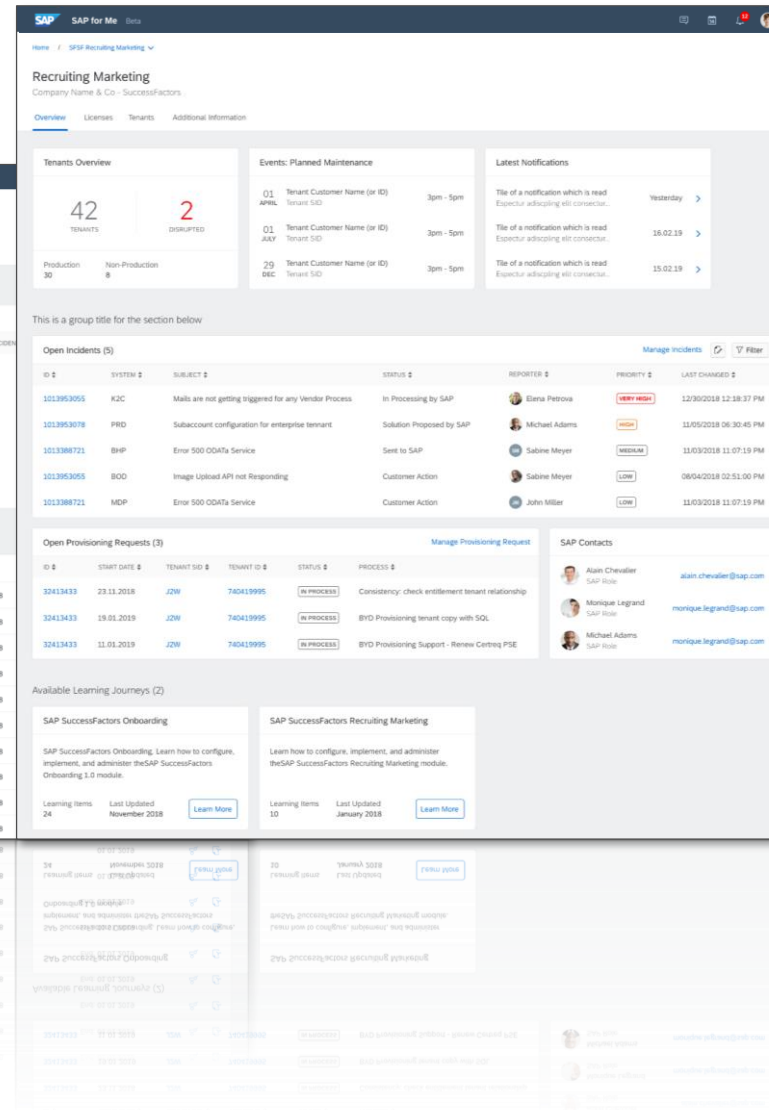 SAP SAP for Me Beta 12
Home / SFSF Recruiting Marketing
Recruiting Marketing
Company Name & Co - SuccessFactors
Overview Licenses Tenants Additional Information
Tenants Overview
42
TENANTS
2
DISRUPTED
Production Non-Production
30 8
Events: Planned Maintenance
01 Tenant Customer Name (or ID) 3pm - 5pm
APRIL Tenant SID
01 Tenant Customer Name (or ID) 3pm - 5pm
JULY Tenant SID
29 Tenant Customer Name (or ID) 3pm - 5pm
DEC Tenant SID
Latest Notifications
Tile of a notification which is read Yesterday
Espectur adiscpling elit consectur..
Tile of a notification which is read 16.02.19
Espectur adiscpling elit consectur..
Tile of a notification which is read 15.02.19
Espectur adiscpling elit consectur..
This is a group title for the section below
Open Incidents (5) Manage Incidents Filter
ID SYSTEM SUBJECT STATUS REPORTER PRIORITY LAST CHANGED
1013953055 K2C Mails are not getting triggered for any Vendor Process In Processing by SAP Elena Petrova VERY HIGH 12/30/2018 12:18:37 PM
1013953078 PRD Subaccount configuration for enterprise tennant Solution Proposed by SAP Michael Adams HIGH 11/05/2018 06:30:45 PM
1013388721 BHP Error 500 ODATa Service Sent to SAP Sabine Meyer MEDIUM 11/03/2018 11:07:19 PM
1013953055 BOD Image Upload API not Responding Customer Action Sabine Meyer LOW 08/04/2018 02:51:00 PM
1013388721 MDP Error 500 ODATa Service Customer Action John Miller LOW 11/03/2018 11:07:19 PM
Open Provisioning Requests (3) Manage Provisioning Request
ID START DATE TENANT SID TENANT ID STATUS PROCESS
32413433 23.11.2018 J2W 740419995 IN PROCESS Consistency: check entitlement tenant relationship
32413433 19.01.2019 J2W 740419995 IN PROCESS BYD Provisioning tenant copy with SQL
32413433 11.01.2019 J2W 740419995 IN PROCESS BYD Provisioning Support - Renew Certreq PSE
SAP Contacts
Alain Chevalier alain.chevalier@sap.com
SAP Role
Monique Legrand monique.legrand@sap.com
SAP Role
Michael Adams monique.legrand@sap.com
SAP Role
Available Learning Journeys (2)
SAP SuccessFactors Onboarding
SAP SuccessFactors Onboarding. Learn how to configure,
implement, and administer theSAP SuccessFactors
Onboarding 1.0 module.
Learning Items Last Updated Learn More
24 November 2018
SAP SuccessFactors Recruiting Marketing
Learn how to configure, implement, and administer
theSAP SuccessFactors Recruiting Marketing module.
Learning Items Last Updated Learn More
10 January 2018